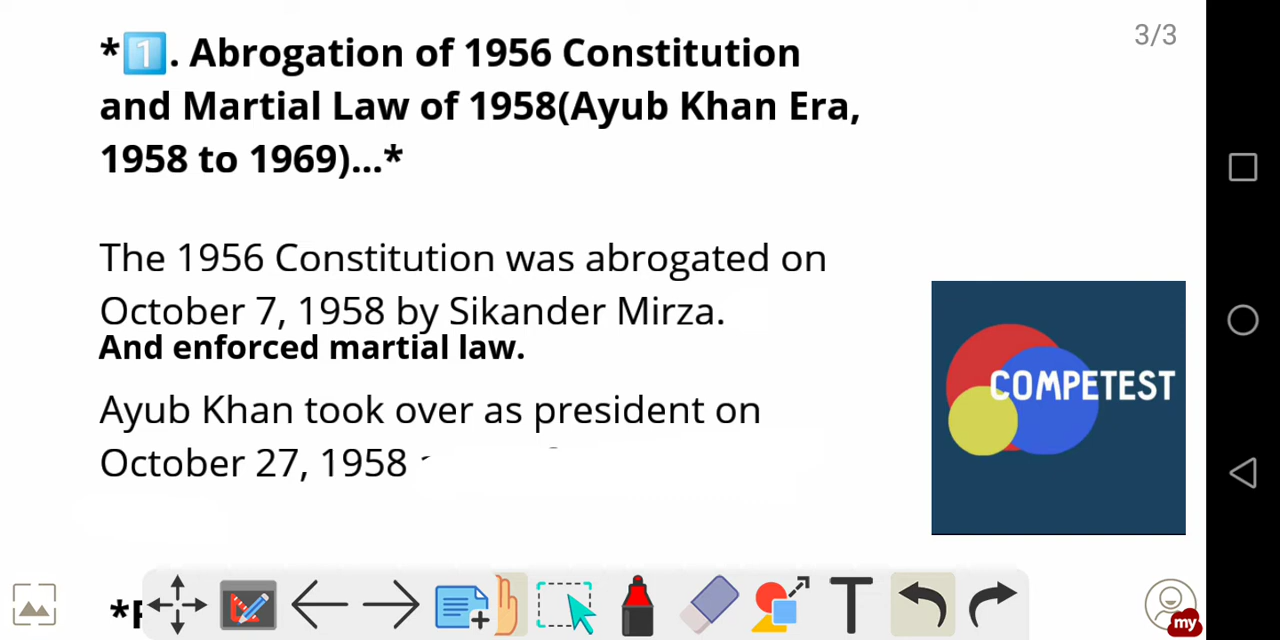 *1️⃣. Abrogation of 1956 Constitution
and Martial Law of 1958(Ayub Khan Era,
1958 to 1969)...*
3/3
The 1956 Constitution was abrogated on
October 7, 1958 by Sikander Mirza.
And enforced martial law.
Ayub Khan took over as president on
October 27, 1958
COMPETEST
T
my